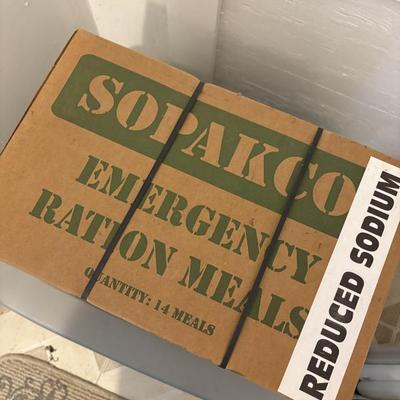 SOPAKCO
EMERGENCY
RATION MEALS
QUANTITY: 14 MEALS
REDUCED SODIUM